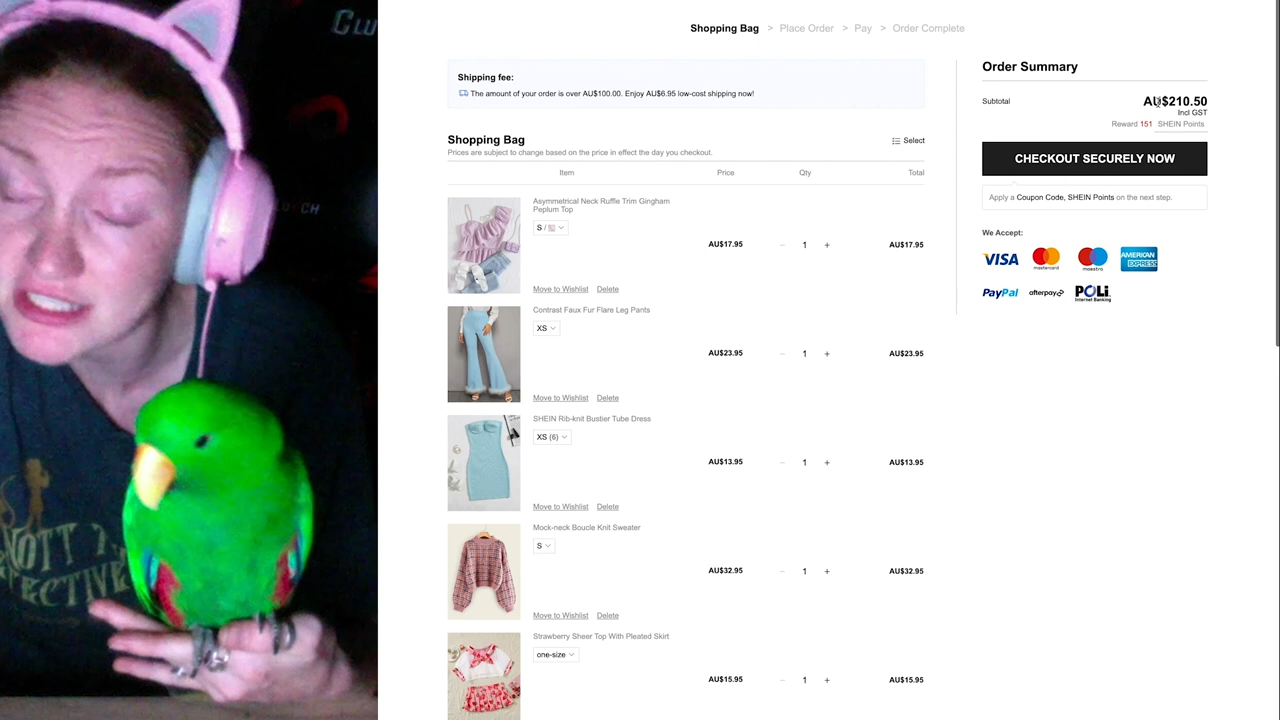 Shopping Bag > Place Order > Pay > Order Complete
Shipping fee:
The amount of your order is over AU$100.00. Enjoy AU$6.95 low-cost shipping now!
Shopping Bag
Select
Prices are subject to change based on the price in effect the day you checkout.
Item Price Qty Total
Asymmetrical Neck Ruffle Trim Gingham
Peplum Top
S /
AU$17.95 − 1 + AU$17.95
Move to Wishlist Delete
Contrast Faux Fur Flare Leg Pants
XS
AU$23.95 − 1 + AU$23.95
Move to Wishlist Delete
SHEIN Rib-knit Bustier Tube Dress
XS (6)
AU$13.95 − 1 + AU$13.95
Move to Wishlist Delete
Mock-neck Boucle Knit Sweater
S
AU$32.95 − 1 + AU$32.95
Move to Wishlist Delete
Strawberry Sheer Top With Pleated Skirt
one-size
AU$15.95 − 1 + AU$15.95
Order Summary
Subtotal AU$210.50
Incl GST
Reward 151 SHEIN Points
CHECKOUT SECURELY NOW
Apply a Coupon Code, SHEIN Points on the next step.
We Accept:
VISA mastercard maestro AMERICAN EXPRESS
PayPal afterpay POLi Internet Banking